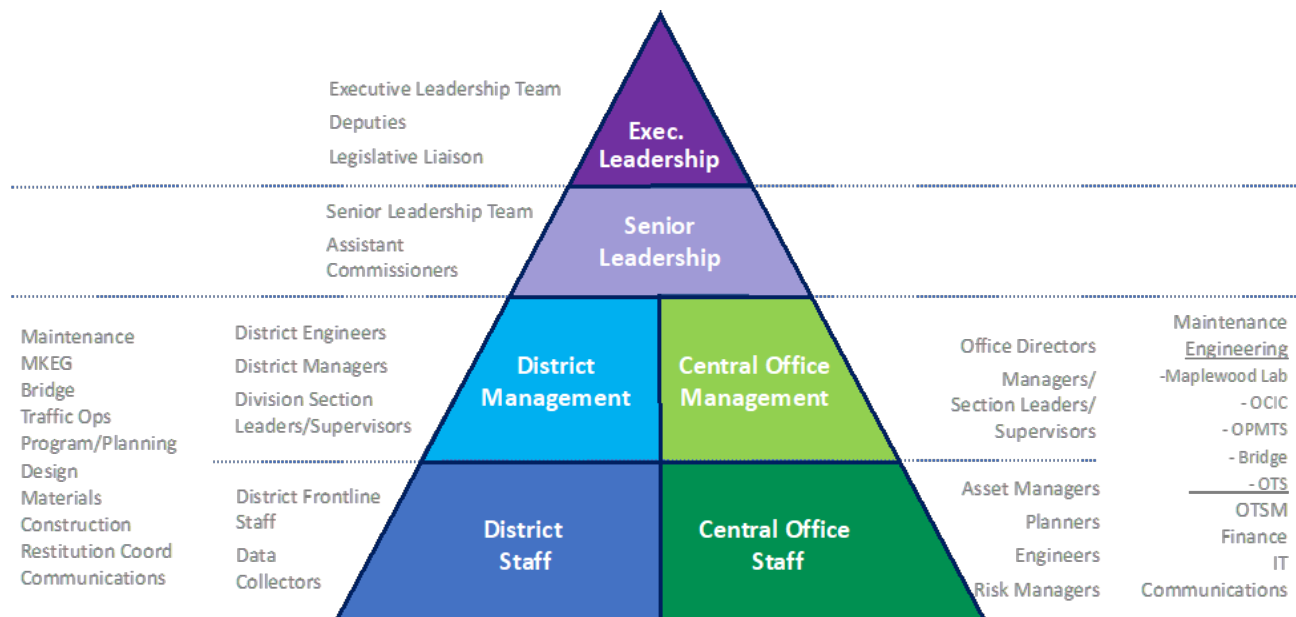 Executive Leadership Team
Deputies
Legislative Liaison
Exec.
Leadership
Senior Leadership Team
Assistant
Commissioners
Senior
Leadership
Maintenance
MKEG
Bridge
Traffic Ops
Program/Planning
Design
Materials
Construction
Restitution Coord
Communications
District Engineers
District Managers
Division Section
Leaders/Supervisors
District
Management
Central Office
Management
Office Directors
Managers/
Section Leaders/
Supervisors
Maintenance
Engineering
-Maplewood Lab
- OCIC
- OPMTS
- Bridge
- OTS
OTSM
Finance
IT
Communications
District Frontline
Staff
Data
Collectors
District
Staff
Central Office
Staff
Asset Managers
Planners
Engineers
Risk Managers